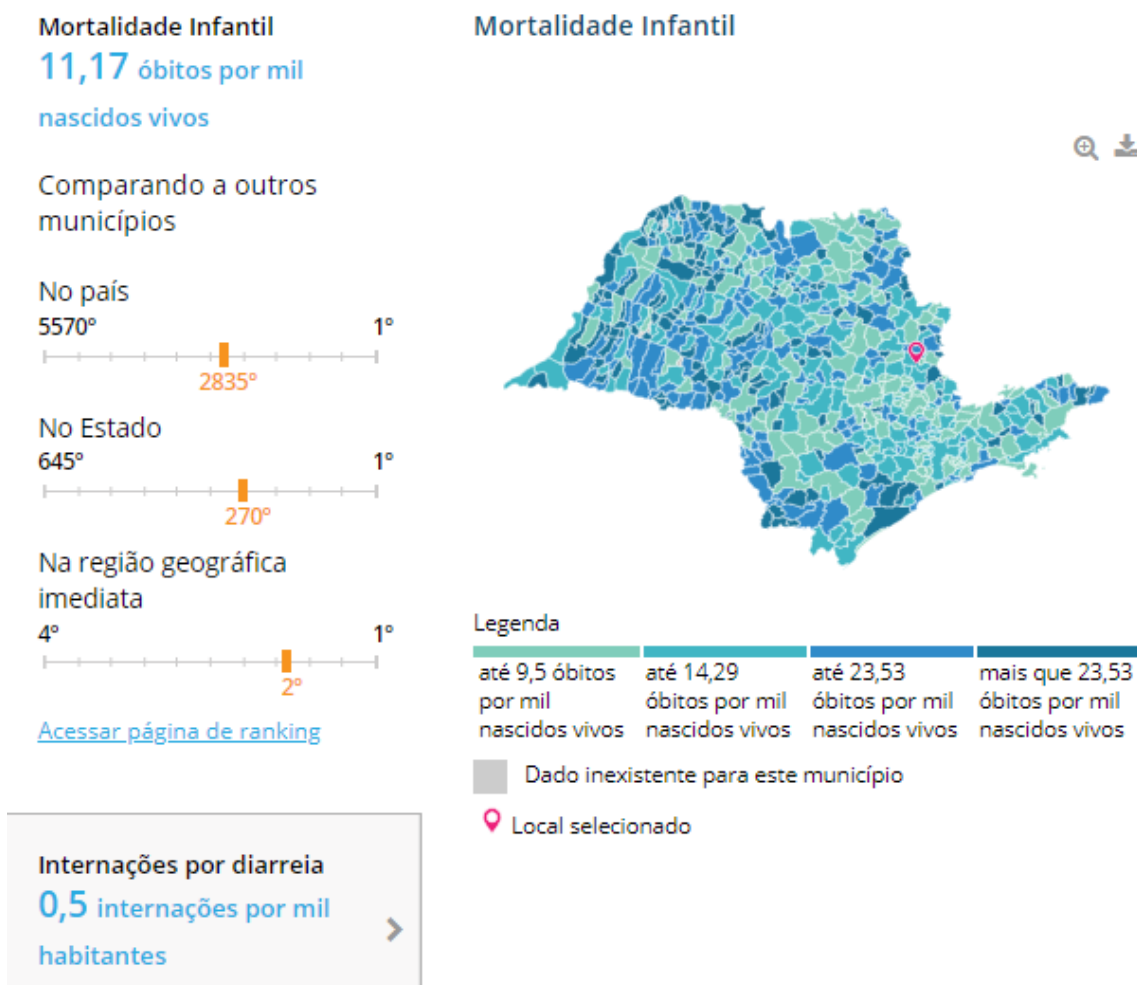 Mortalidade Infantil
11,17 óbitos por mil
nascidos vivos
Comparando a outros
municípios
No país
5570º
1º
2835º
No Estado
645º
1º
270º
Na região geográfica
imediata
4º
1º
2º
Acessar página de ranking
Internações por diarreia
0,5 internações por mil
habitantes
Mortalidade Infantil
Legenda
até 9,5 óbitos
por mil
nascidos vivos
até 14,29
óbitos por mil
nascidos vivos
até 23,53
óbitos por mil
nascidos vivos
mais que 23,53
óbitos por mil
nascidos vivos
Dado inexistente para este município
Local selecionado